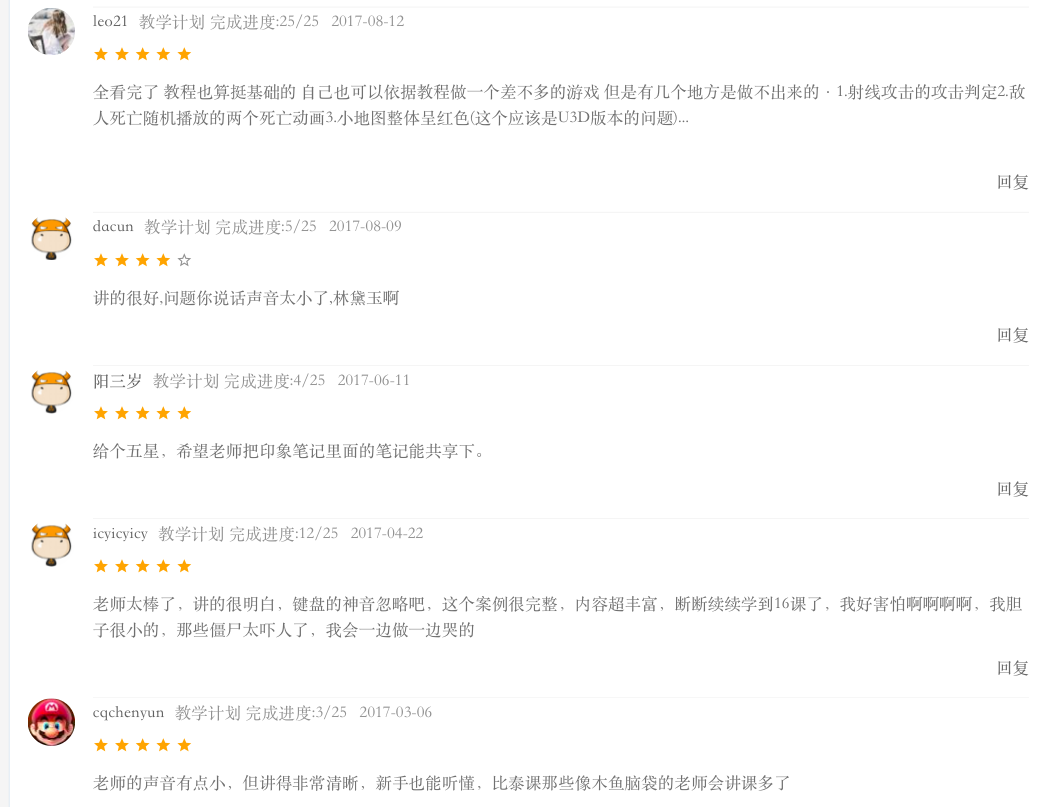 leo21 教学计划 完成进度:25/25 2017-08-12
全看完了 教程也算挺基础的 自己也可以依据教程做一个差不多的游戏 但是有几个地方是做不出来的 · 1.射线攻击的攻击判定2.敌
人死亡随机播放的两个死亡动画3.小地图整体呈红色(这个应该是U3D版本的问题)...
回复
dacun 教学计划 完成进度:5/25 2017-08-09
讲的很好,问题你说话声音太小了,林黛玉啊
回复
阳三岁 教学计划 完成进度:4/25 2017-06-11
给个五星，希望老师把印象笔记里面的笔记能共享下。
回复
icyicyicy 教学计划 完成进度:12/25 2017-04-22
老师太棒了，讲的很明白，键盘的神音忽略吧，这个案例很完整，内容超丰富，断断续续学到16课了，我好害怕啊啊啊啊，我胆
子很小的，那些僵尸太吓人了，我会一边做一边哭的
回复
cqchenyun 教学计划 完成进度:3/25 2017-03-06
老师的声音有点小，但讲得非常清晰，新手也能听懂，比泰课那些像木鱼脑袋的老师会讲课多了